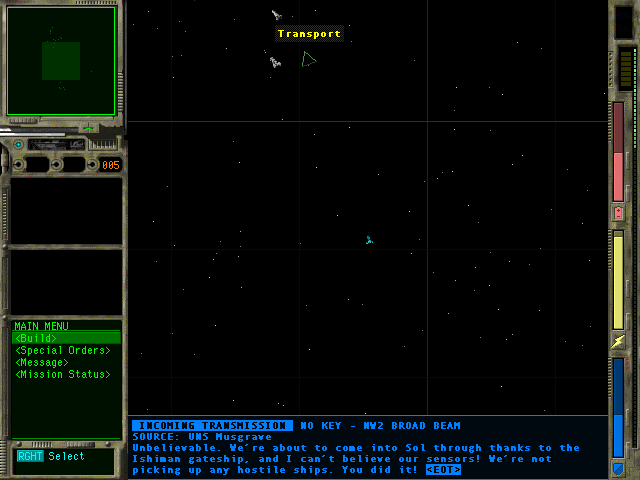 Transport
005
MAIN MENU
<Build>
<Special Orders>
<Message>
<Mission Status>
RGHT Select
INCOMING TRANSMISSION NO KEY - NW2 BROAD BEAM
SOURCE: UNS Musgrave
Unbelievable. We're about to come into Sol through thanks to the
Ishiman gateship, and I can't believe our sensors! We're not
picking up any hostile ships. You did it! <EOT>